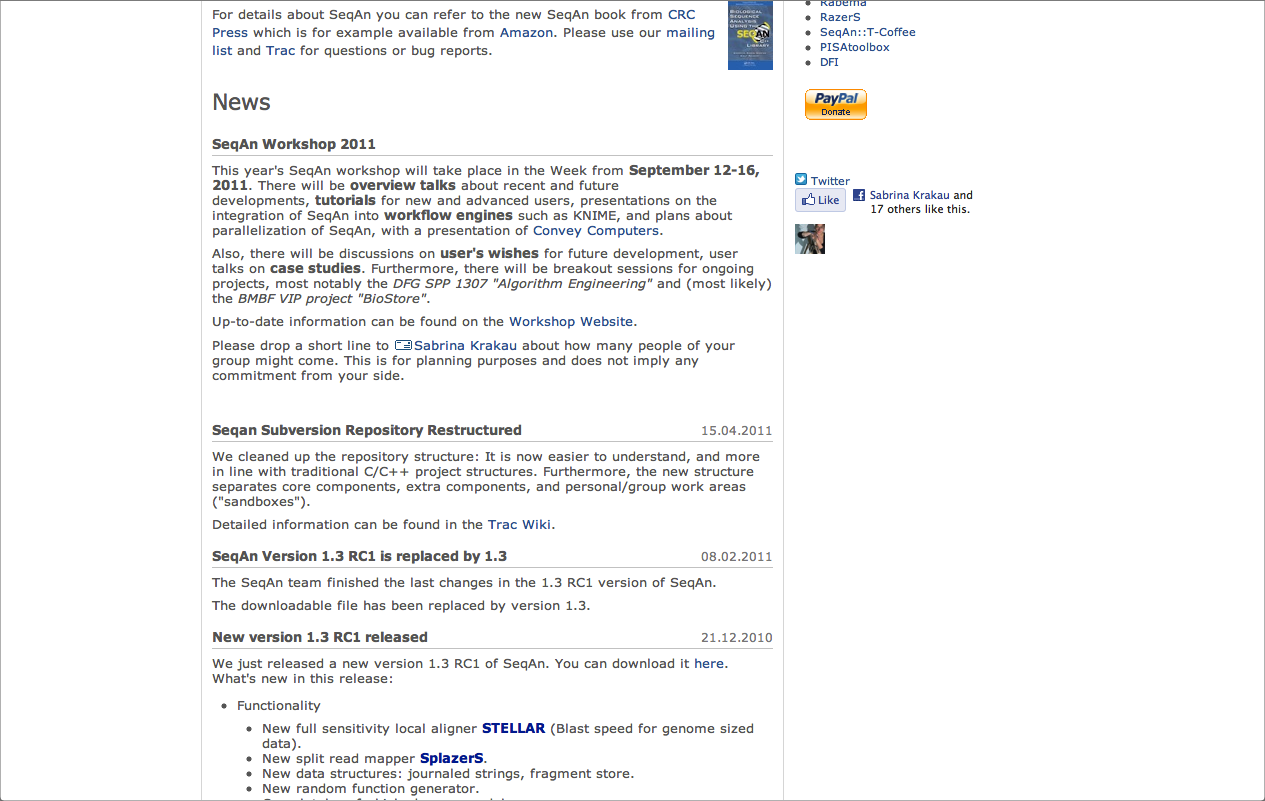 For details about SeqAn you can refer to the new SeqAn book from CRC
Press which is for example available from Amazon. Please use our mailing
list and Trac for questions or bug reports.
BIOLOGICAL
SEQUENCE
ANALYSIS
USING THE
SEQAN
C++
LIBRARY
News
SeqAn Workshop 2011
This year's SeqAn workshop will take place in the Week from September 12-16,
2011. There will be overview talks about recent and future
developments, tutorials for new and advanced users, presentations on the
integration of SeqAn into workflow engines such as KNIME, and plans about
parallelization of SeqAn, with a presentation of Convey Computers.
Also, there will be discussions on user's wishes for future development, user
talks on case studies. Furthermore, there will be breakout sessions for ongoing
projects, most notably the DFG SPP 1307 "Algorithm Engineering" and (most likely)
the BMBF VIP project "BioStore".
Up-to-date information can be found on the Workshop Website.
Please drop a short line to Sabrina Krakau about how many people of your
group might come. This is for planning purposes and does not imply any
commitment from your side.
Seqan Subversion Repository Restructured 15.04.2011
We cleaned up the repository structure: It is now easier to understand, and more
in line with traditional C/C++ project structures. Furthermore, the new structure
separates core components, extra components, and personal/group work areas
("sandboxes").
Detailed information can be found in the Trac Wiki.
SeqAn Version 1.3 RC1 is replaced by 1.3 08.02.2011
The SeqAn team finished the last changes in the 1.3 RC1 version of SeqAn.
The downloadable file has been replaced by version 1.3.
New version 1.3 RC1 released 21.12.2010
We just released a new version 1.3 RC1 of SeqAn. You can download it here.
What's new in this release:
• Functionality
• New full sensitivity local aligner STELLAR (Blast speed for genome sized
data).
• New split read mapper SplazerS.
• New data structures: journaled strings, fragment store.
• New random function generator.
• Rabema
• RazerS
• SeqAn::T-Coffee
• PISAtoolbox
• DFI
PayPal
Donate
Twitter
Like
Sabrina Krakau and
17 others like this.